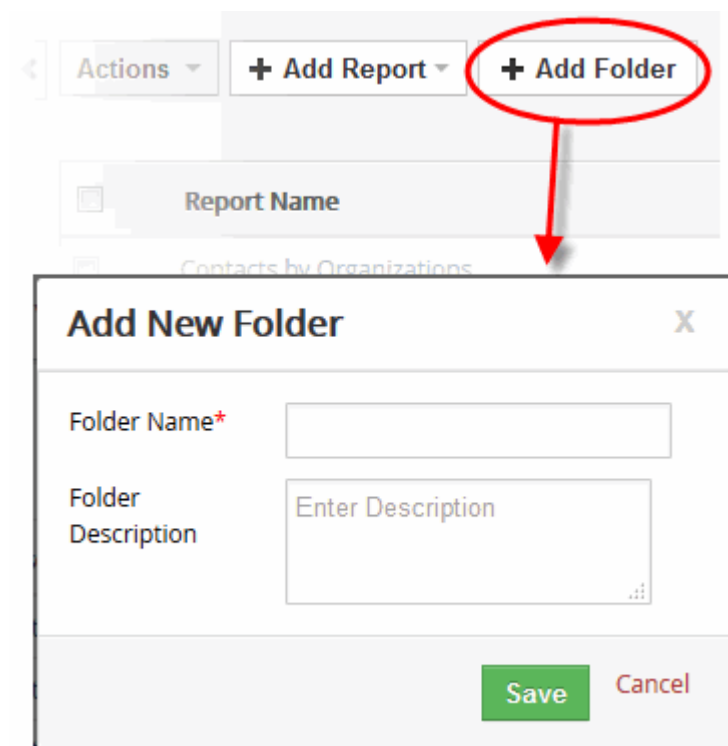 Actions + Add Report + Add Folder
Report Name
Contacts by Organizations
Add New Folder X
Folder Name*
Folder
Description
Enter Description
Save Cancel